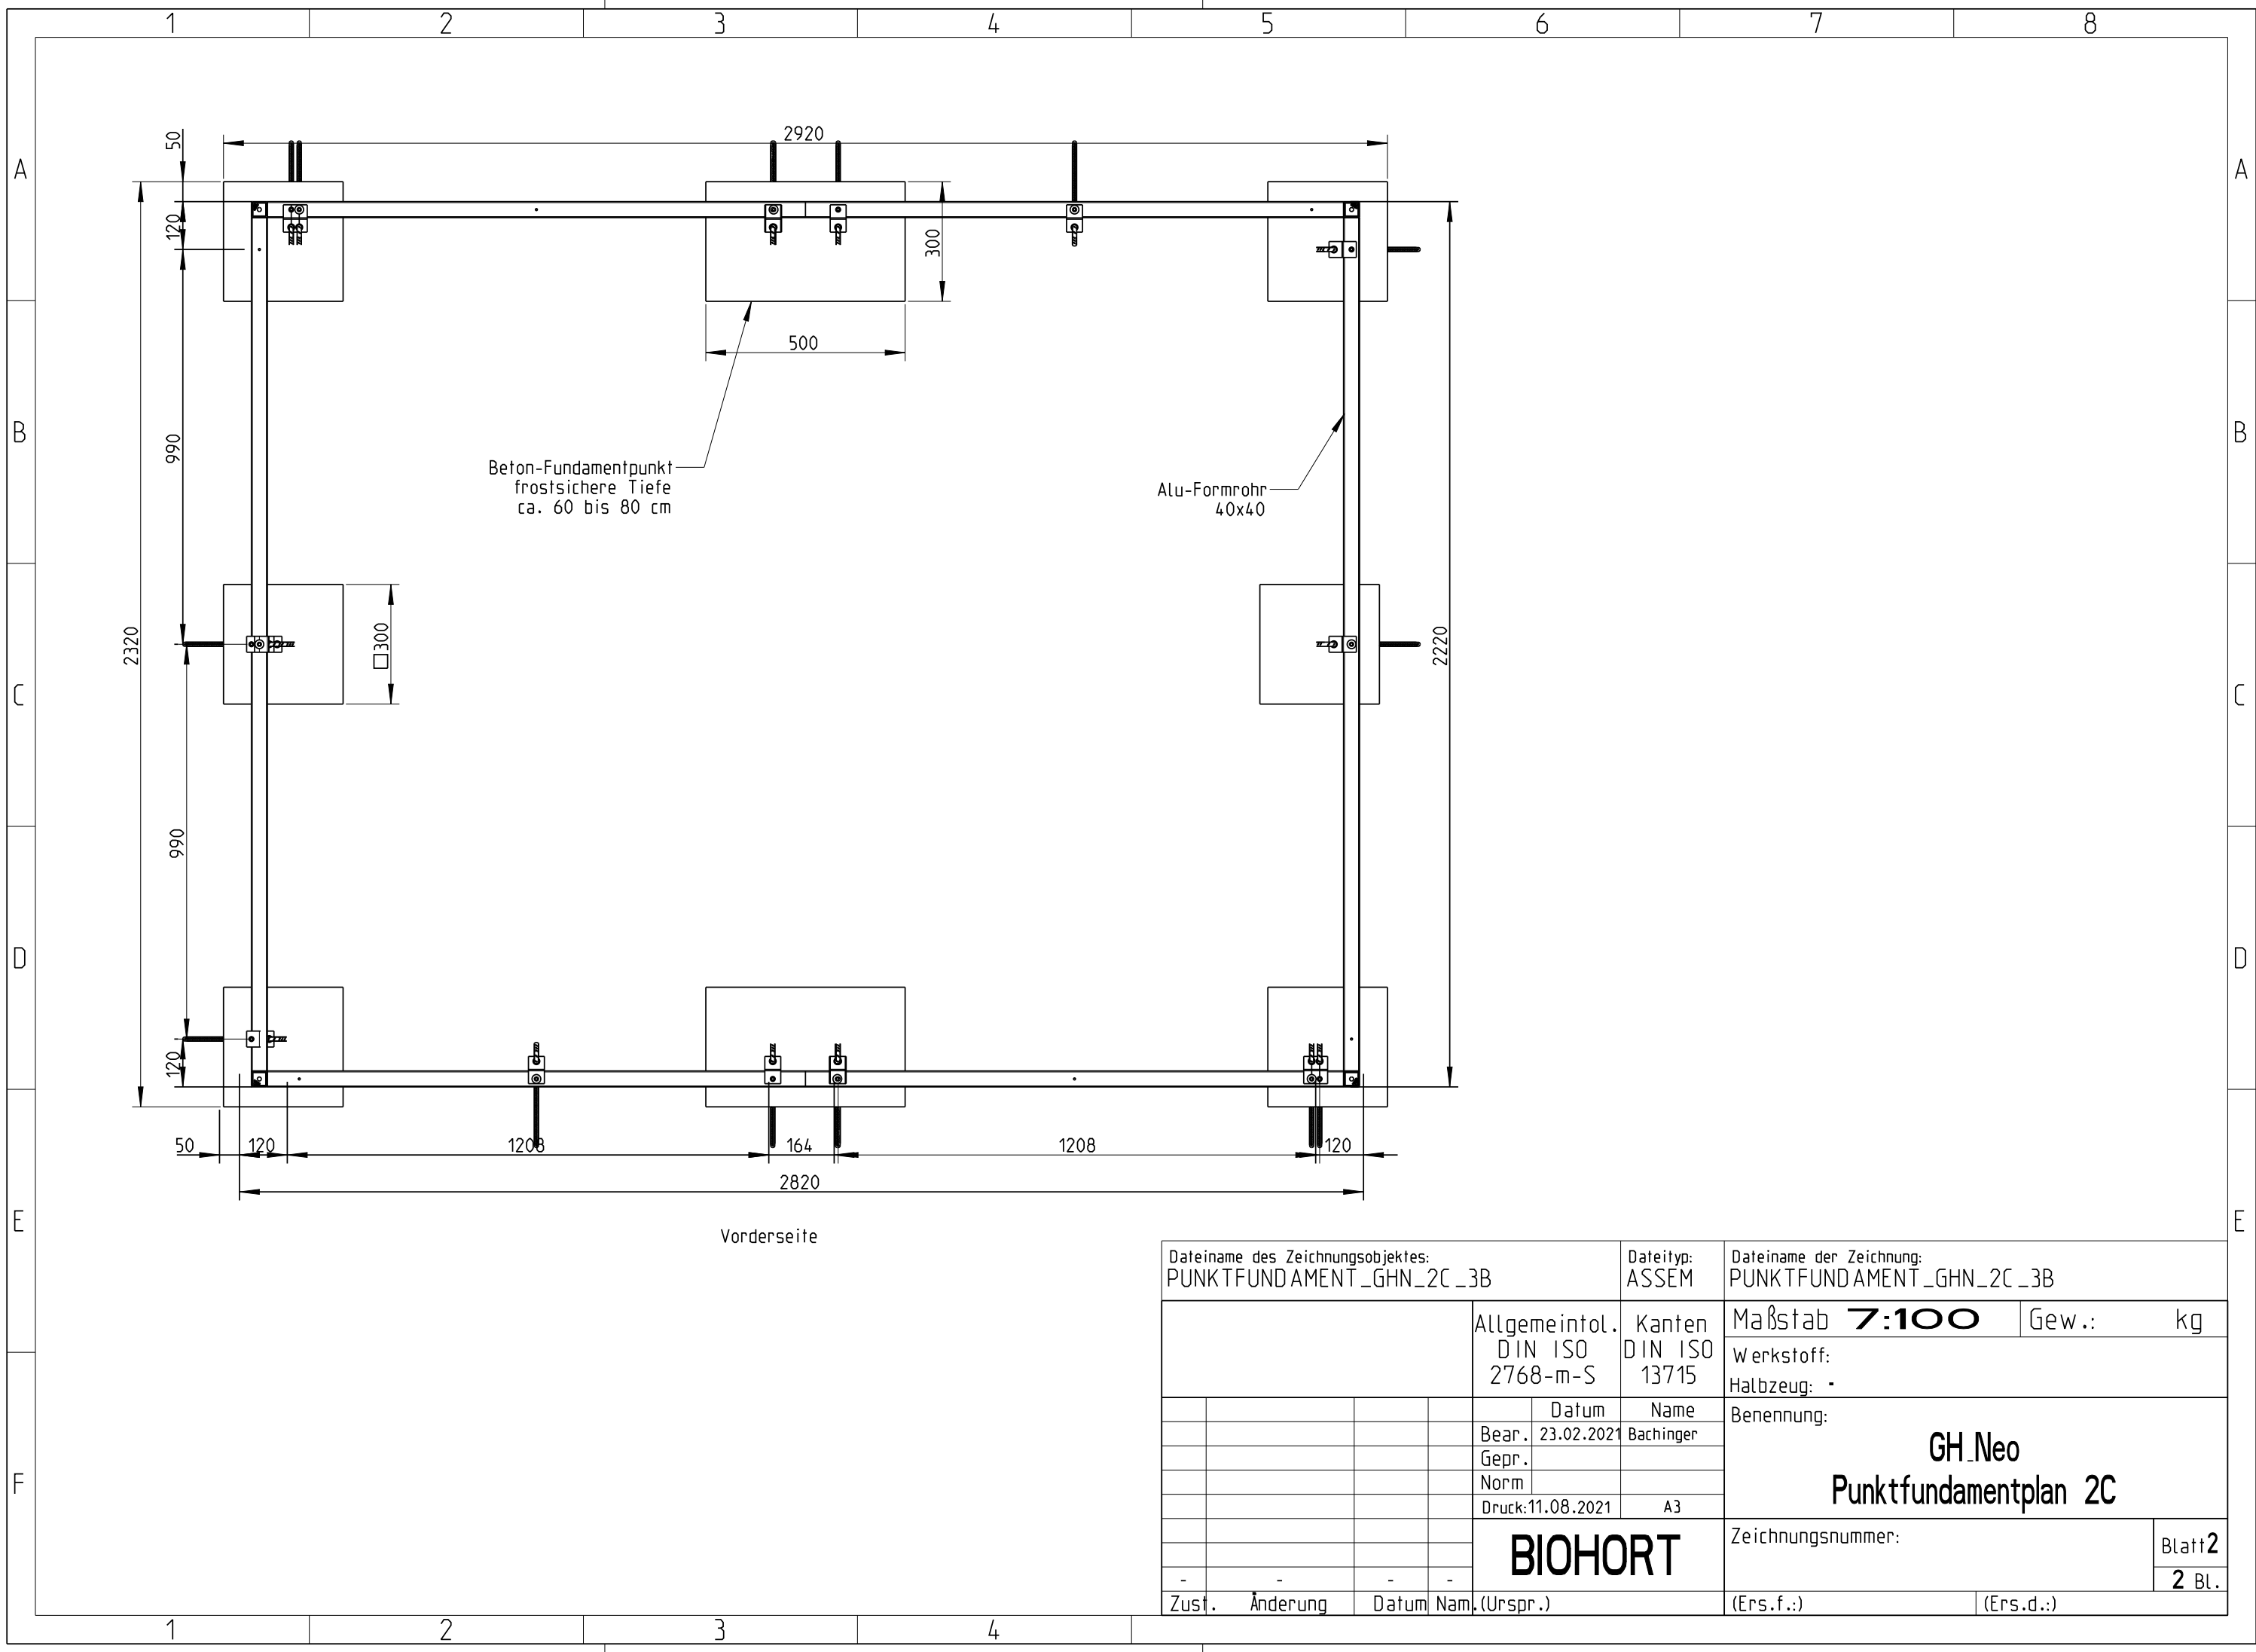 1 2 3 4 5 6 7 8
A A
B B
C C
D D
E E
F
1 2 3 4
2920
50
120
300
500
990
Beton-Fundamentpunkt
frostsichere Tiefe
ca. 60 bis 80 cm
Alu-Formrohr
40x40
2320
□300
2220
990
120
50 120 1208 164 1208 120
2820
Vorderseite
Dateiname des Zeichnungsobjektes:
PUNKTFUNDAMENT_GHN_2C_3B
Dateityp:
ASSEM
Dateiname der Zeichnung:
PUNKTFUNDAMENT_GHN_2C_3B
Allgemeintol.
DIN ISO
2768-m-S
Kanten
DIN ISO
13715
Maßstab 7:100
Gew.: kg
Werkstoff:
Halbzeug: -
Datum Name
Bear. 23.02.2021 Bachinger
Gepr.
Norm
Druck:11.08.2021 A3
Benennung:
GH_Neo
Punktfundamentplan 2C
BIOHORT
Zeichnungsnummer:
Blatt2
2 Bl.
- - - -
Zust. Änderung Datum Nam. (Urspr.)
(Ers.f.:) (Ers.d.:)